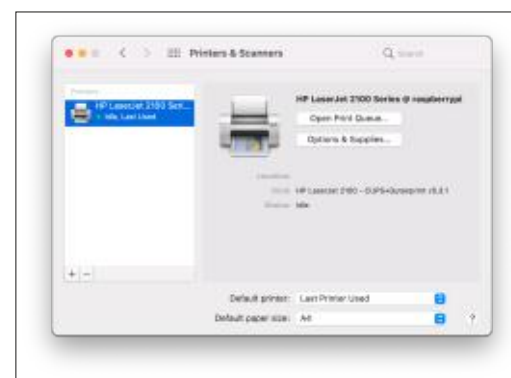 Printers & Scanners
Search
Printers
HP LaserJet 2100 Seri...
Idle, Last Used
HP LaserJet 2100 Series @ raspberrypi
Open Print Queue...
Options & Supplies...
Location:
Kind: HP LaserJet 2100 - CUPS+Gutenprint v5.3.1
Status: Idle
+ −
Default printer: Last Printer Used
Default paper size: A4
?